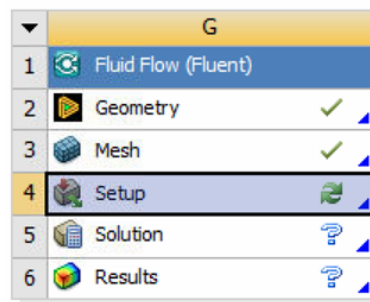 G
1 Fluid Flow (Fluent)
2 Geometry
3 Mesh
4 Setup
5 Solution ?
6 Results ?